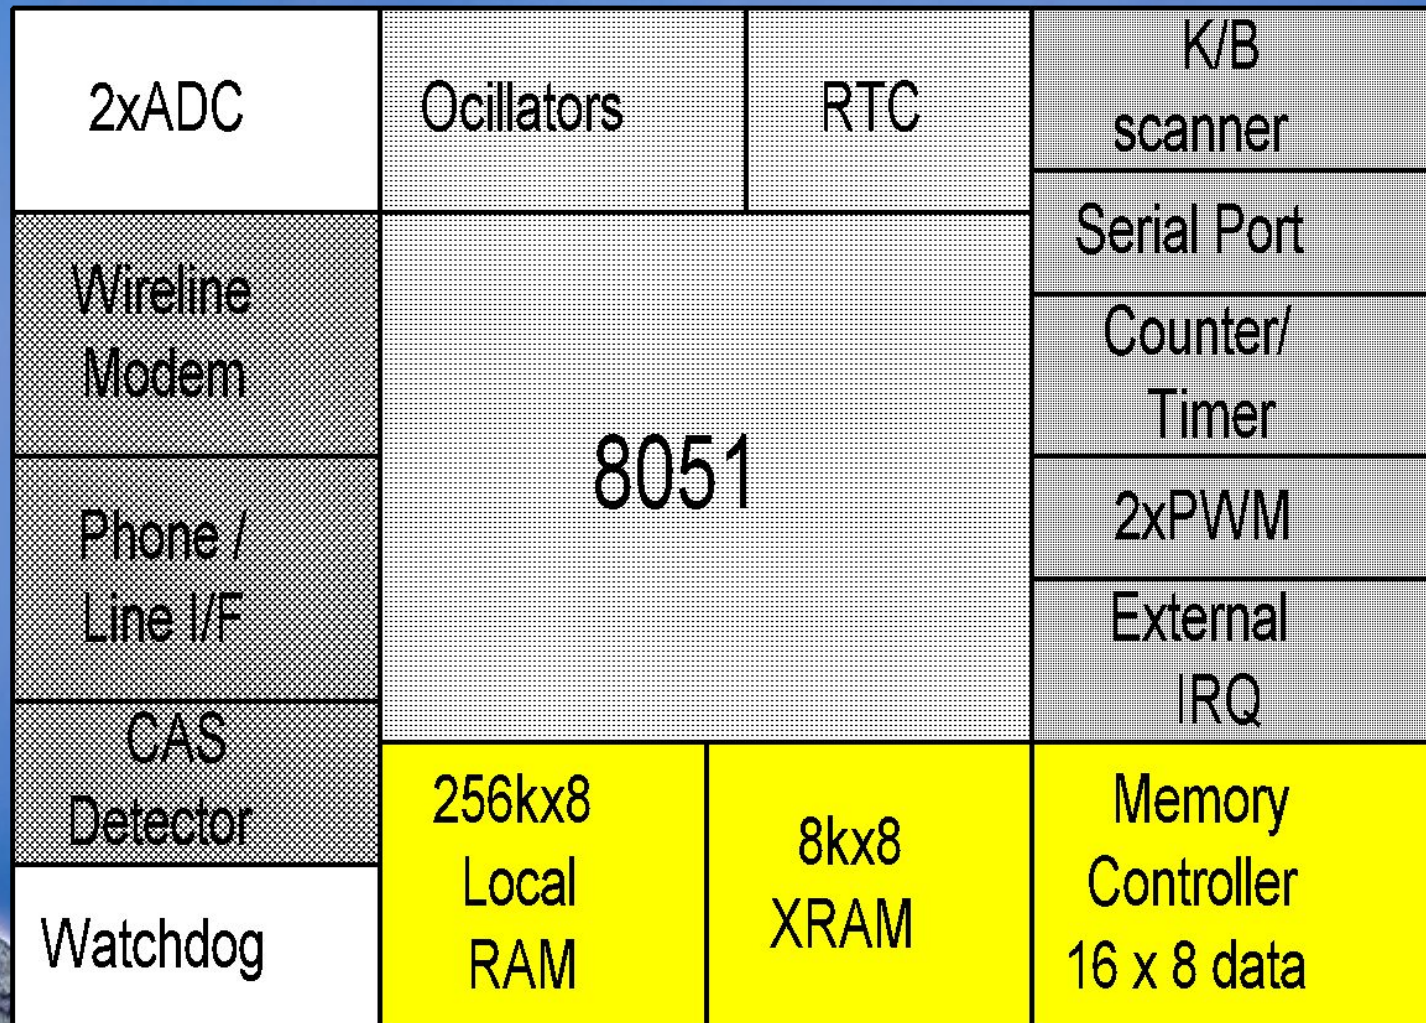 2xADC
Ocillators
RTC
K/B
scanner
Serial Port
Wireline
Modem
Counter/
Timer
8051
2xPWM
Phone /
Line I/F
External
IRQ
CAS
Detector
256kx8
Local
RAM
8kx8
XRAM
Memory
Controller
16 x 8 data
Watchdog